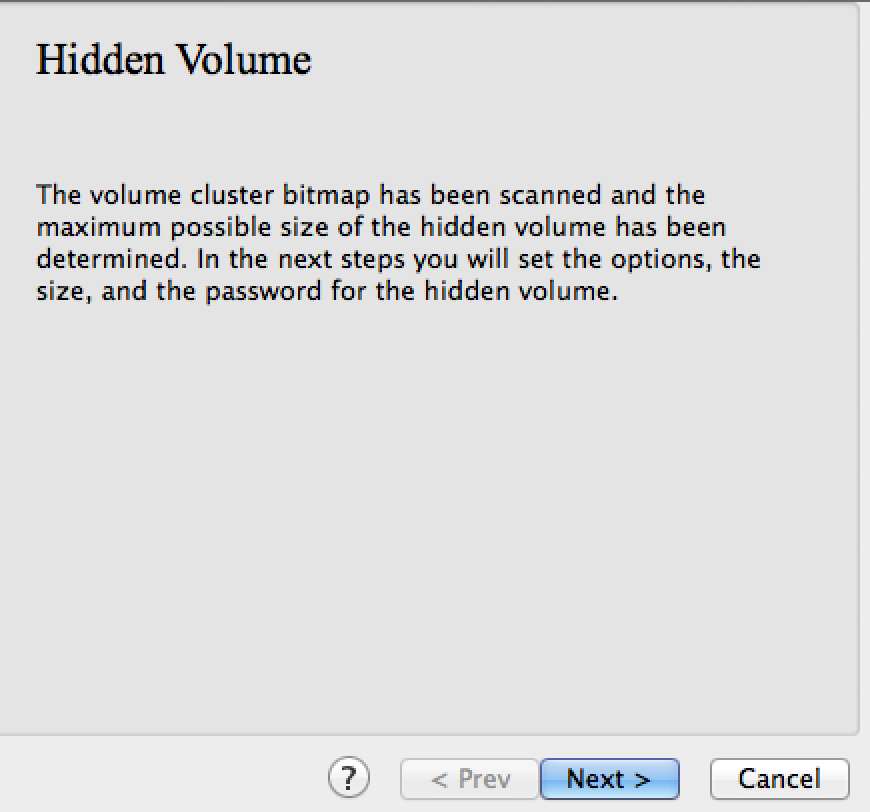 Hidden Volume
The volume cluster bitmap has been scanned and the
maximum possible size of the hidden volume has been
determined. In the next steps you will set the options, the
size, and the password for the hidden volume.
?
< Prev
Next >
Cancel